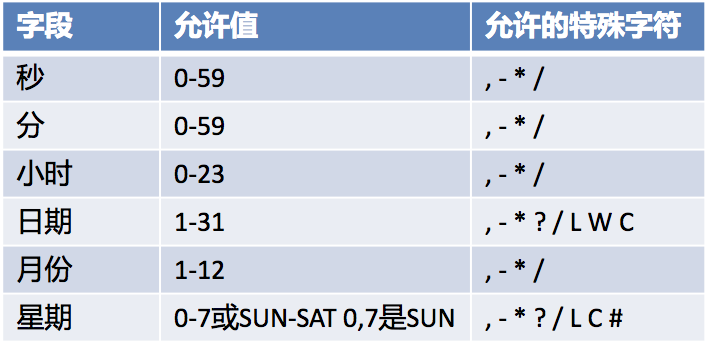 字段 允许值 允许的特殊字符
秒 0-59 , - * /
分 0-59 , - * /
小时 0-23 , - * /
日期 1-31 , - * ? / L W C
月份 1-12 , - * /
星期 0-7或SUN-SAT 0,7是SUN , - * ? / L C #